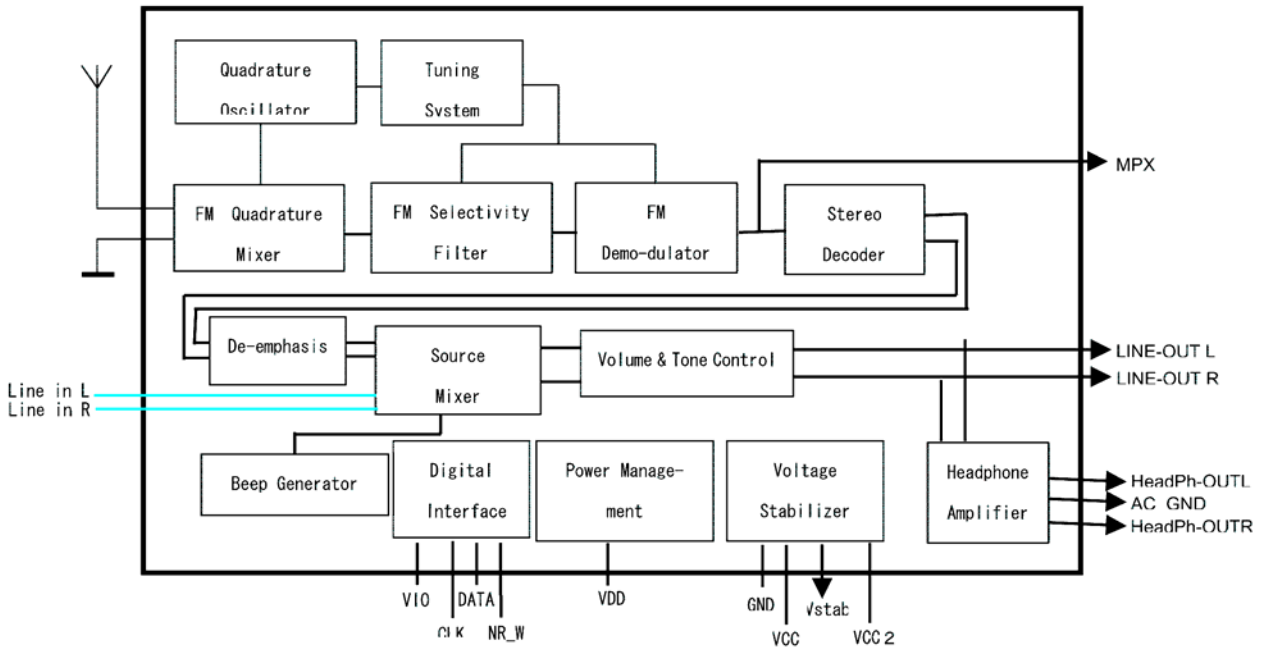 Quadrature
Oscillator
Tuning
System
MPX
FM Quadrature
Mixer
FM Selectivity
Filter
FM
Demo-dulator
Stereo
Decoder
De-emphasis
Source
Mixer
Volume & Tone Control
LINE-OUT L
LINE-OUT R
Line in L
Line in R
Beep Generator
Digital
Interface
Power Manage-
ment
Voltage
Stabilizer
Headphone
Amplifier
HeadPh-OUTL
AC GND
HeadPh-OUTR
VIO
CLK
DATA
NR_W
VDD
GND
VCC
Vstab
VCC 2